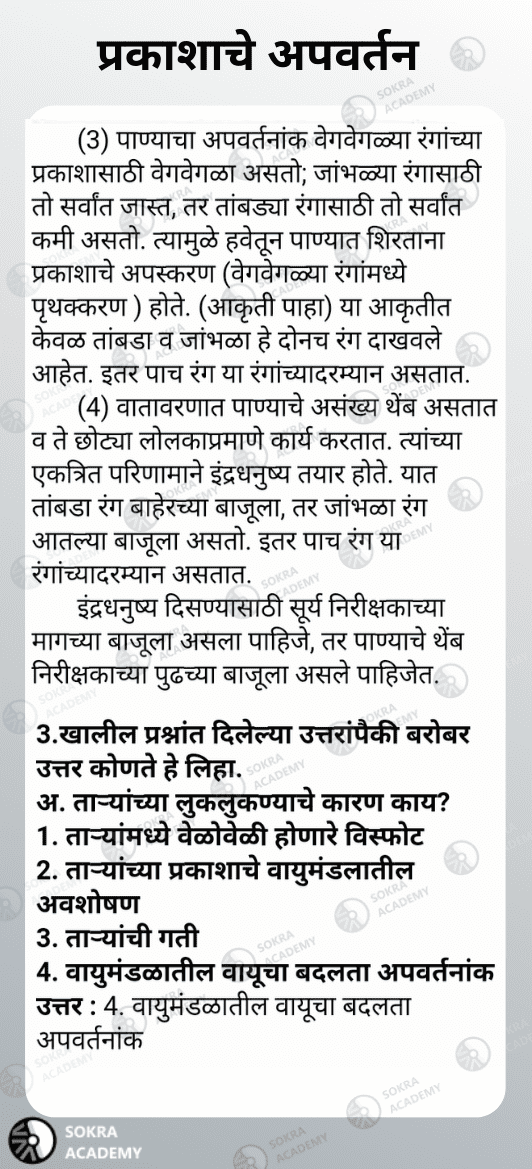 प्रकाशाचे अपवर्तन
(3) पाण्याचा अपवर्तनांक वेगवेगळ्या रंगांच्या
प्रकाशासाठी वेगवेगळा असतो; जांभळ्या रंगासाठी
तो सर्वांत जास्त, तर तांबड्या रंगासाठी तो सर्वांत
कमी असतो. त्यामुळे हवेतून पाण्यात शिरताना
प्रकाशाचे अपस्करण (वेगवेगळ्या रंगांमध्ये
पृथक्करण ) होते. (आकृती पाहा) या आकृतीत
केवळ तांबडा व जांभळा हे दोनच रंग दाखवले
आहेत. इतर पाच रंग या रंगांच्यादरम्यान असतात.
(4) वातावरणात पाण्याचे असंख्य थेंब असतात
व ते छोट्या लोलकाप्रमाणे कार्य करतात. त्यांच्या
एकत्रित परिणामाने इंद्रधनुष्य तयार होते. यात
तांबडा रंग बाहेरच्या बाजूला, तर जांभळा रंग
आतल्या बाजूला असतो. इतर पाच रंग या
रंगांच्यादरम्यान असतात.
इंद्रधनुष्य दिसण्यासाठी सूर्य निरीक्षकाच्या
मागच्या बाजूला असला पाहिजे, तर पाण्याचे थेंब
निरीक्षकाच्या पुढच्या बाजूला असले पाहिजेत.
3.खालील प्रश्नांत दिलेल्या उत्तरांपैकी बरोबर
उत्तर कोणते हे लिहा.
अ. ताऱ्यांच्या लुकलुकण्याचे कारण काय?
1. ताऱ्यांमध्ये वेळोवेळी होणारे विस्फोट
2. ताऱ्यांच्या प्रकाशाचे वायुमंडलातील
अवशोषण
3. ताऱ्यांची गती
4. वायुमंडळातील वायूचा बदलता अपवर्तनांक
उत्तर : 4. वायुमंडळातील वायूचा बदलता
अपवर्तनांक
SOKRA
ACADEMY